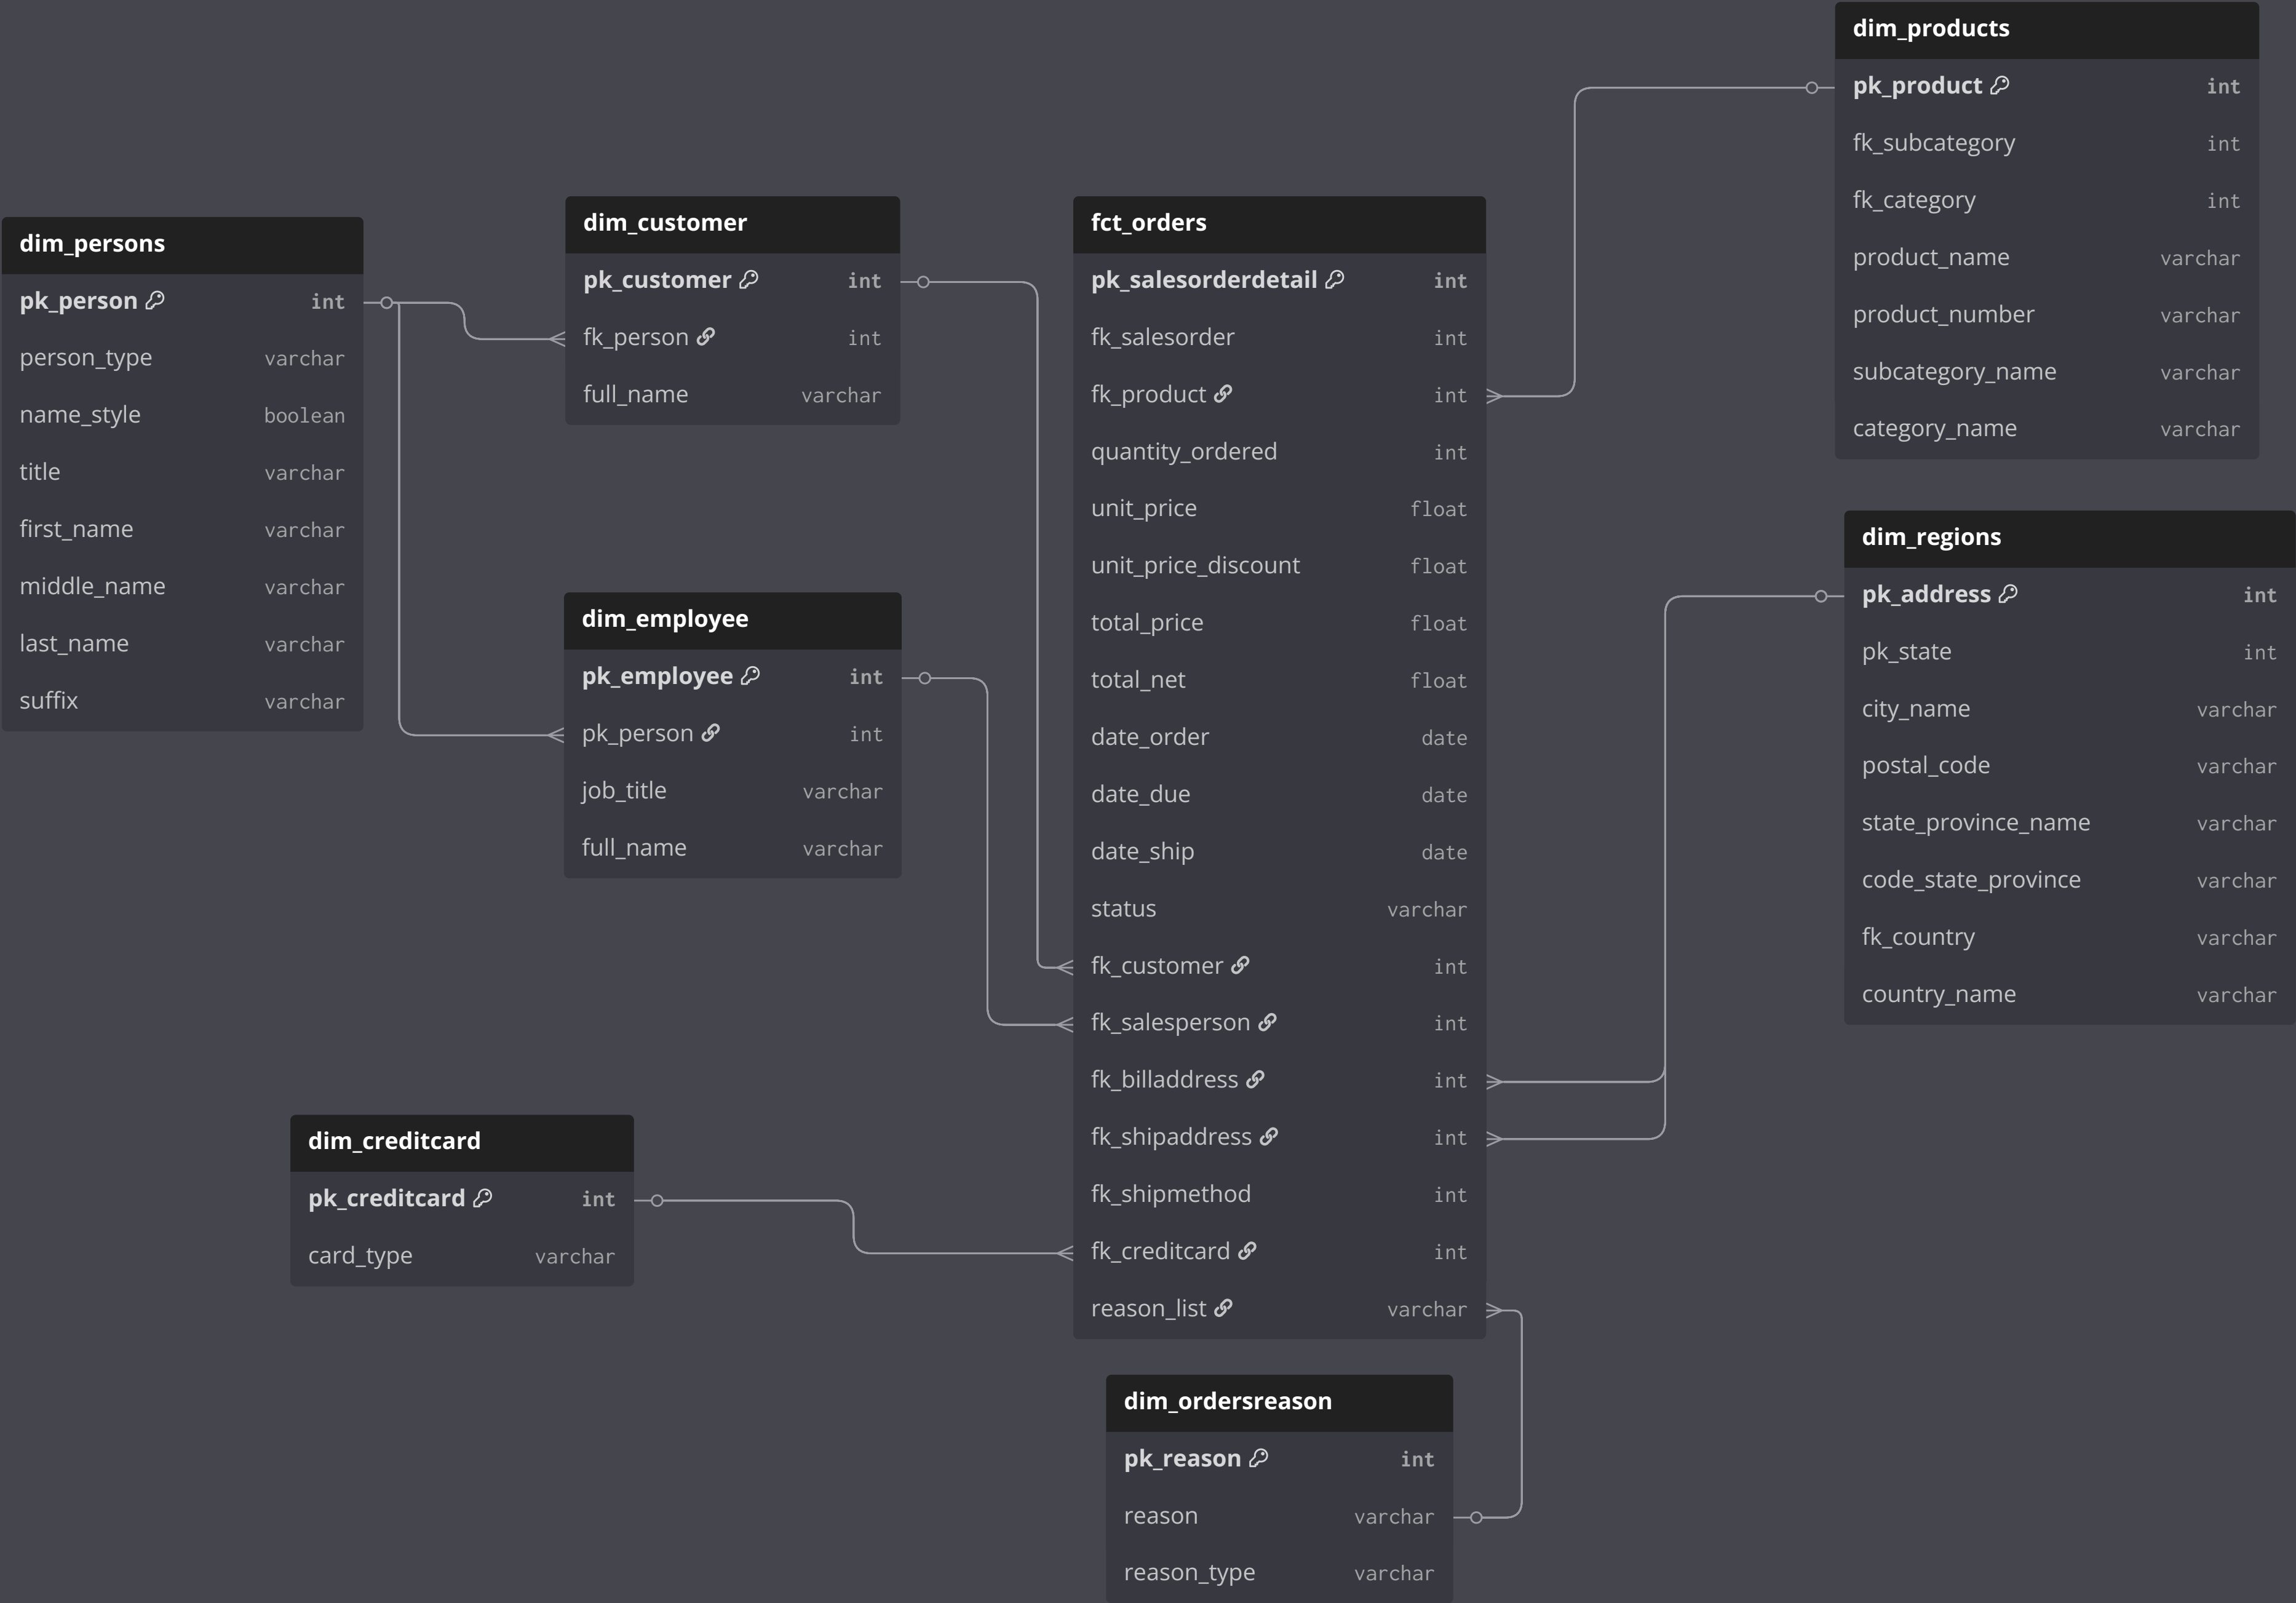 dim_products
pk_product int
fk_subcategory int
fk_category int
product_name varchar
product_number varchar
subcategory_name varchar
category_name varchar
dim_persons
pk_person int
person_type varchar
name_style boolean
title varchar
first_name varchar
middle_name varchar
last_name varchar
suffix varchar
dim_customer
pk_customer int
fk_person int
full_name varchar
dim_employee
pk_employee int
pk_person int
job_title varchar
full_name varchar
fct_orders
pk_salesorderdetail int
fk_salesorder int
fk_product int
quantity_ordered int
unit_price float
unit_price_discount float
total_price float
total_net float
date_order date
date_due date
date_ship date
status varchar
fk_customer int
fk_salesperson int
fk_billaddress int
fk_shipaddress int
fk_shipmethod int
fk_creditcard int
reason_list varchar
dim_regions
pk_address int
pk_state int
city_name varchar
postal_code varchar
state_province_name varchar
code_state_province varchar
fk_country varchar
country_name varchar
dim_creditcard
pk_creditcard int
card_type varchar
dim_ordersreason
pk_reason int
reason varchar
reason_type varchar